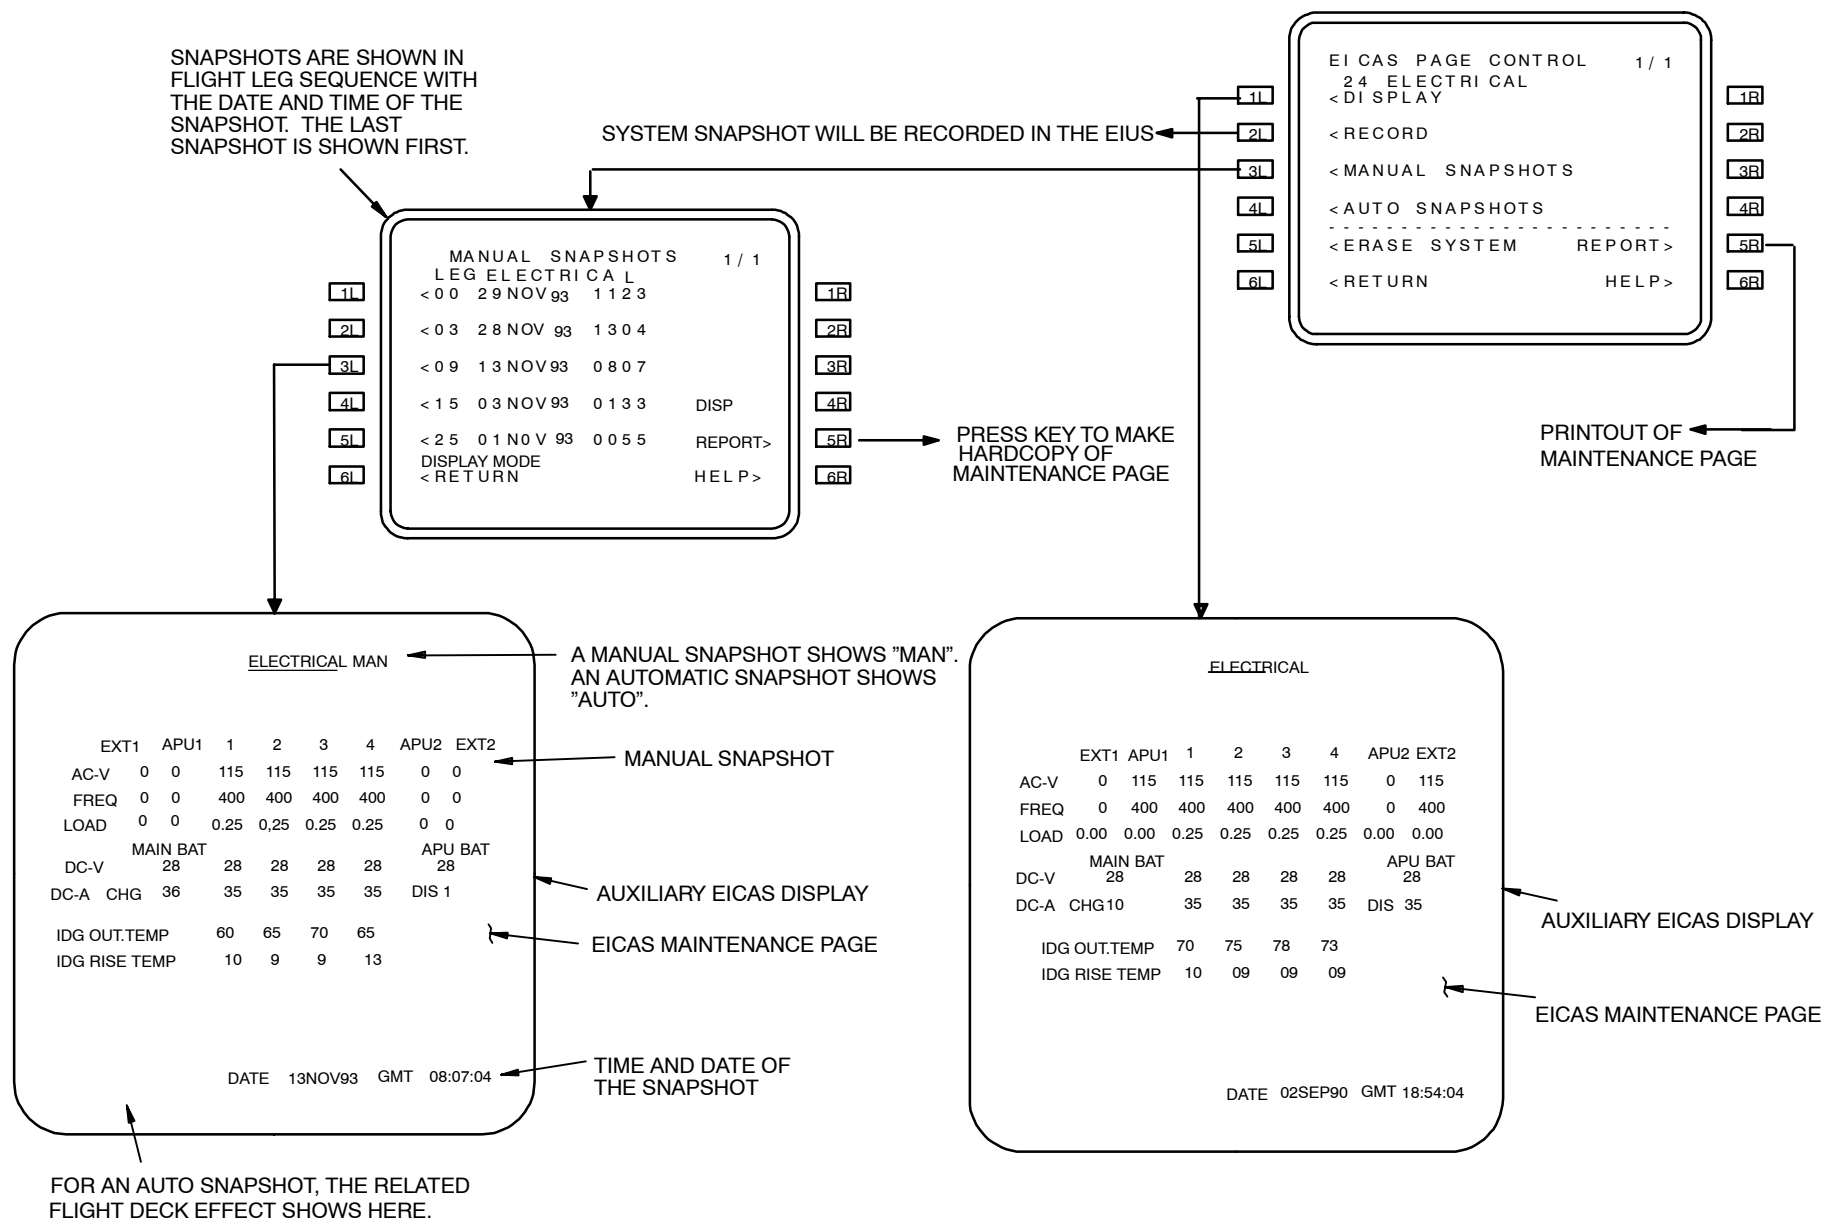 SNAPSHOTS ARE SHOWN IN
FLIGHT LEG SEQUENCE WITH
THE DATE AND TIME OF THE
SNAPSHOT. THE LAST
SNAPSHOT IS SHOWN FIRST.
SYSTEM SNAPSHOT WILL BE RECORDED IN THE EIUS
EICAS PAGE CONTROL 1/1
24 ELECTRICAL
1L <DISPLAY 1R
2L <RECORD 2R
3L <MANUAL SNAPSHOTS 3R
4L <AUTO SNAPSHOTS 4R
- - - - - - - - - - - - - - - - - - - - - - - -
5L <ERASE SYSTEM REPORT> 5R
6L <RETURN HELP> 6R
PRINTOUT OF
MAINTENANCE PAGE
MANUAL SNAPSHOTS 1/1
LEG ELECTRICAL
1L <00 29NOV 93 1123 1R
2L <03 28NOV 93 1304 2R
3L <09 13NOV93 0807 3R
4L <15 03NOV93 0133 DISP 4R
5L <25 01N0V 93 0055 REPORT> 5R
DISPLAY MODE
6L <RETURN HELP> 6R
PRESS KEY TO MAKE
HARDCOPY OF
MAINTENANCE PAGE
ELECTRICAL MAN
EXT1 APU1 1 2 3 4 APU2 EXT2
AC-V 0 0 115 115 115 115 0 0
FREQ 0 0 400 400 400 400 0 0
LOAD 0 0 0.25 0,25 0.25 0.25 0 0
MAIN BAT APU BAT
DC-V 28 28 28 28 28 28
DC-A CHG 36 35 35 35 35 DIS 1
IDG OUT.TEMP 60 65 70 65
IDG RISE TEMP 10 9 9 13
DATE 13NOV93 GMT 08:07:04
A MANUAL SNAPSHOT SHOWS ”MAN”.
AN AUTOMATIC SNAPSHOT SHOWS
”AUTO”.
MANUAL SNAPSHOT
AUXILIARY EICAS DISPLAY
EICAS MAINTENANCE PAGE
TIME AND DATE OF
THE SNAPSHOT
FOR AN AUTO SNAPSHOT, THE RELATED
FLIGHT DECK EFFECT SHOWS HERE.
ELECTRICAL
EXT1 APU1 1 2 3 4 APU2 EXT2
AC-V 0 115 115 115 115 115 0 115
FREQ 0 400 400 400 400 400 0 400
LOAD 0.00 0.00 0.25 0.25 0.25 0.25 0.00 0.00
MAIN BAT APU BAT
DC-V 28 28 28 28 28 28
DC-A CHG10 35 35 35 35 DIS 35
IDG OUT.TEMP 70 75 78 73
IDG RISE TEMP 10 09 09 09
DATE 02SEP90 GMT 18:54:04
AUXILIARY EICAS DISPLAY
EICAS MAINTENANCE PAGE